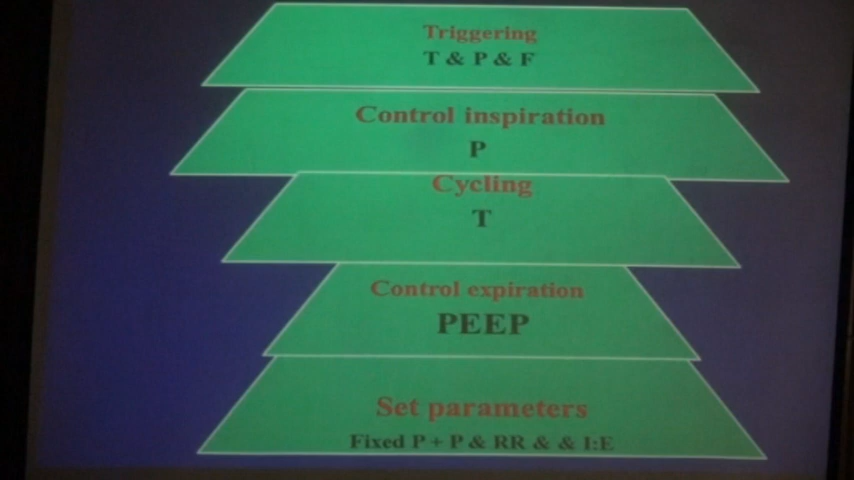 Triggering
T & P & F
Control inspiration
P
Cycling
T
Control expiration
PEEP
Set parameters
Fixed P + P & RR & & I:E